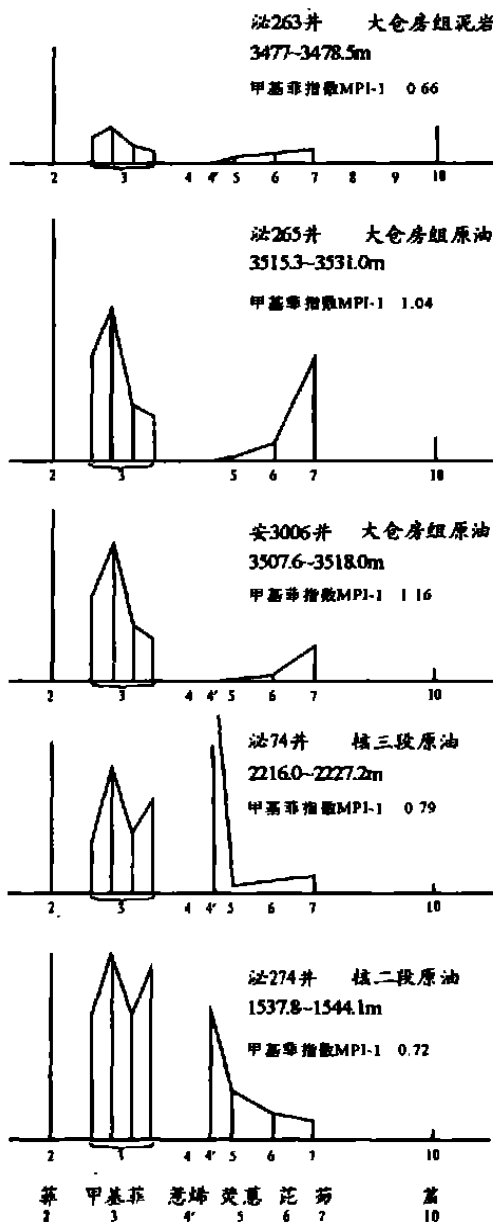 泌263井 大仓房组泥岩
3477~3478.5m
甲基菲指数MPI-1 0.66
2 3 4 4' 5 6 7 8 9 10
泌265井 大仓房组原油
3515.3~3531.0m
甲基菲指数MPI-1 1.04
2 3 4 5 6 7 10
安3006井 大仓房组原油
3507.6~3518.0m
甲基菲指数MPI-1 1.16
2 3 4 4' 5 6 7 10
泌74井 核三段原油
2216.0~2227.2m
甲基菲指数MPI-1 0.79
2 3 4 4' 5 6 7 10
泌274井 核二段原油
1537.8~1544.1m
甲基菲指数MPI-1 0.72
2 3 4 4' 5 6 7 10
菲 甲基菲 惹烯 荧蒽 芘 䓛
2 3 4' 5 6 7 10